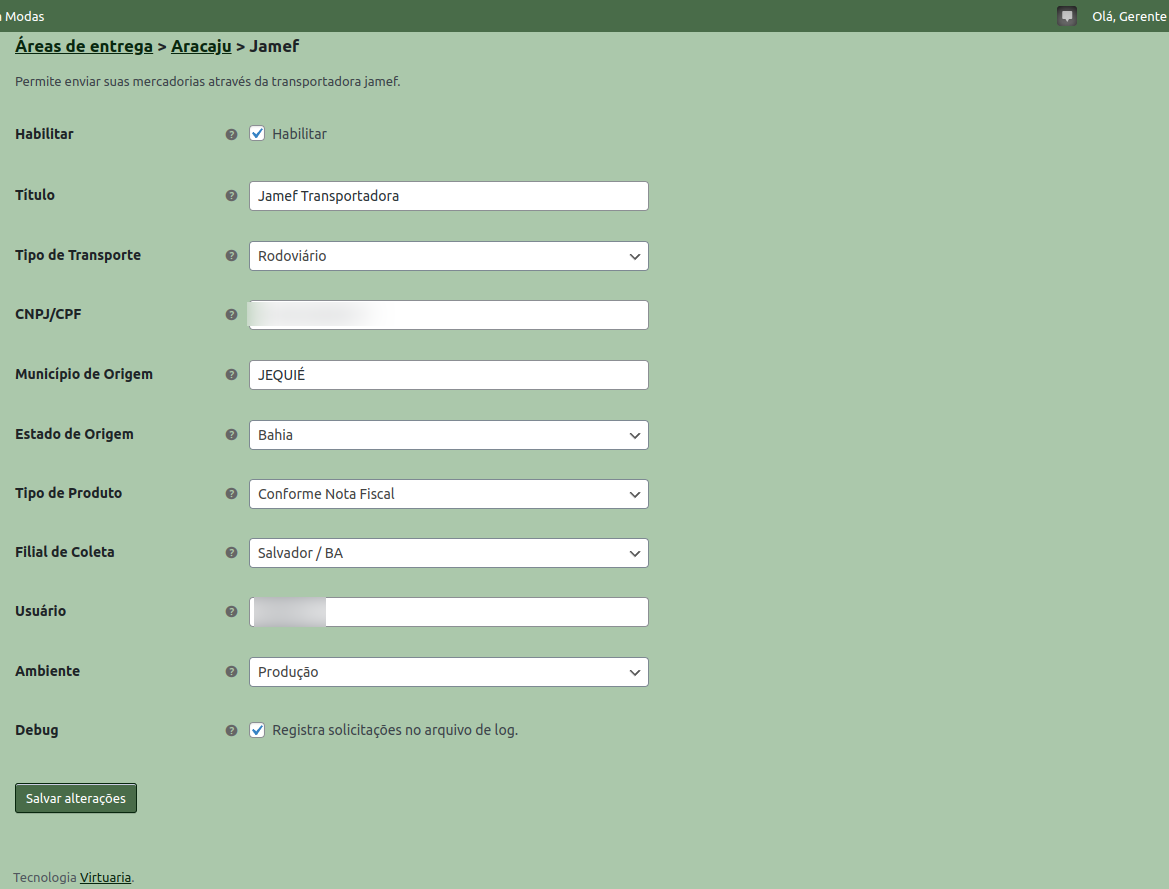 Modas
Olá, Gerente
Áreas de entrega > Aracaju > Jamef
Permite enviar suas mercadorias através da transportadora jamef.
Habilitar ? Habilitar
Título ? Jamef Transportadora
Tipo de Transporte ? Rodoviário
CNPJ/CPF ?
Município de Origem ? JEQUIÉ
Estado de Origem ? Bahia
Tipo de Produto ? Conforme Nota Fiscal
Filial de Coleta ? Salvador / BA
Usuário ?
Ambiente ? Produção
Debug ? Registra solicitações no arquivo de log.
Salvar alterações
Tecnologia Virtuaria.